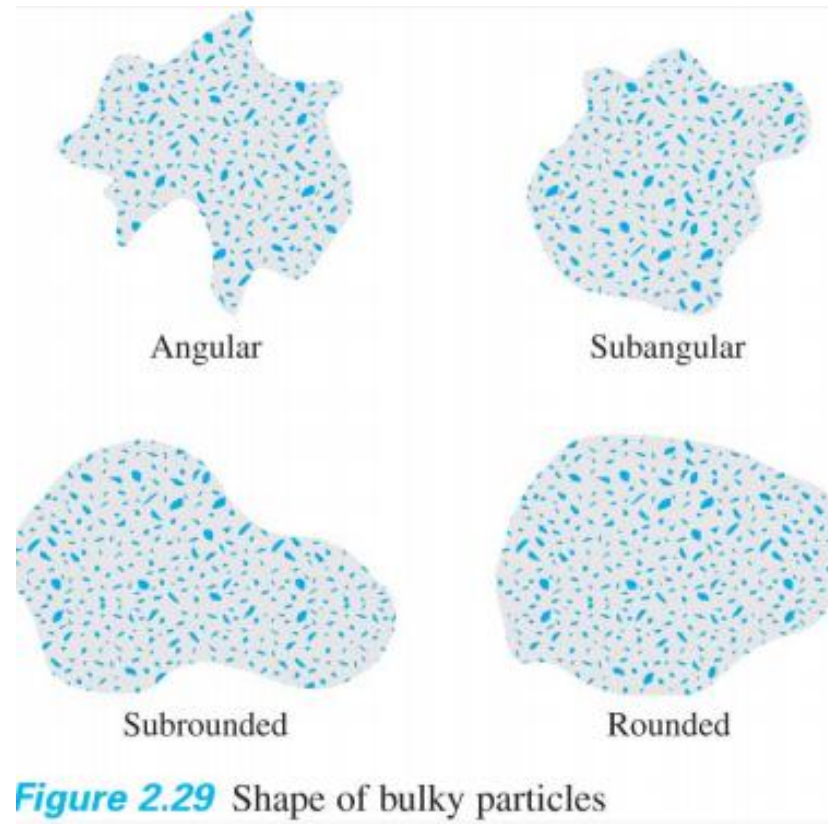 Angular
Subangular
Subrounded
Rounded
Figure 2.29 Shape of bulky particles